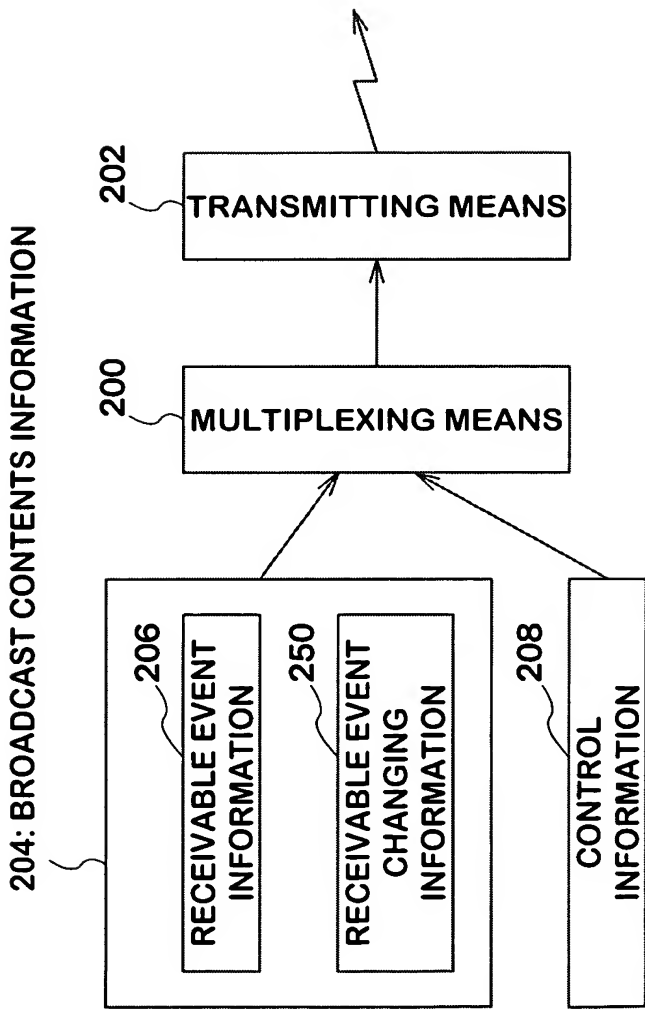 204: BROADCAST CONTENTS INFORMATION
206
RECEIVABLE EVENT
INFORMATION
250
RECEIVABLE EVENT
CHANGING
INFORMATION
208
CONTROL
INFORMATION
200
MULTIPLEXING MEANS
202
TRANSMITTING MEANS